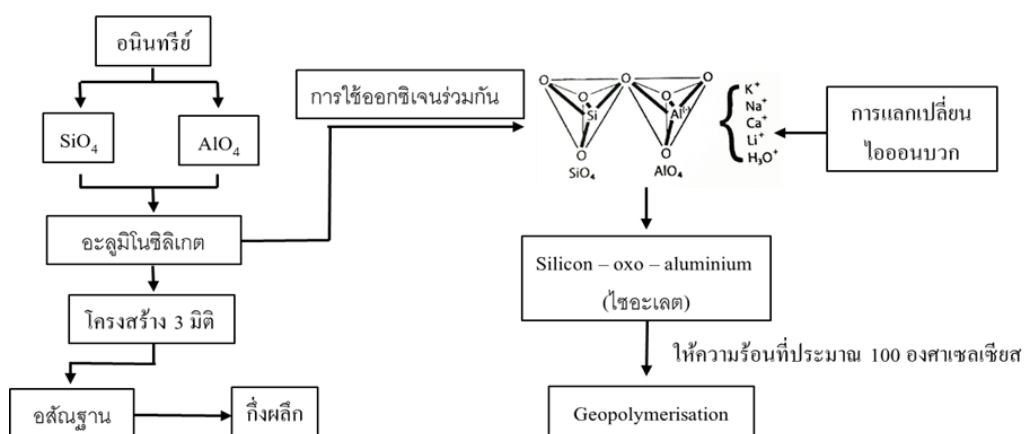 อนินทรีย์
SiO4
AlO4
อะลูมิโนซิลิเกต
โครงสร้าง 3 มิติ
อสัณฐาน
กึ่งผลึก
การใช้ออกซิเจนร่วมกัน
O O O
O O
Si Al(-)
O O
SiO4 AlO4
K+
Na+
Ca+
Li+
H3O+
การแลกเปลี่ยน
ไอออนบวก
Silicon – oxo – aluminium
(ไซอะเลต)
ให้ความร้อนที่ประมาณ 100 องศาเซลเซียส
Geopolymerisation